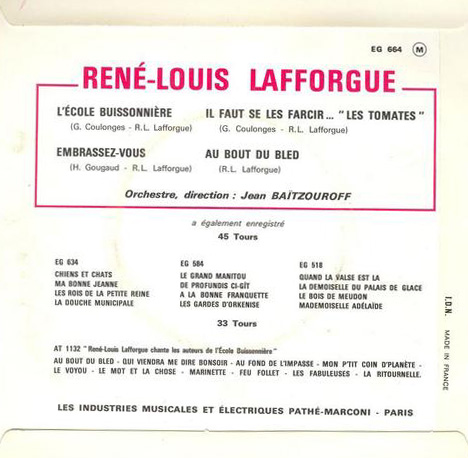 EG 664 M
RENÉ-LOUIS LAFFORGUE
L'ÉCOLE BUISSONNIÈRE
(G. Coulonges - R.L. Lafforgue)
IL FAUT SE LES FARCIR... "LES TOMATES"
(G. Coulonges - R.L. Lafforgue)
EMBRASSEZ-VOUS
(H. Gougaud - R.L. Lafforgue)
AU BOUT DU BLED
(R.L. Lafforgue)
Orchestre, direction : Jean BAÏTZOUROFF
a également enregistré
45 Tours
EG 634
CHIENS ET CHATS
MA BONNE JEANNE
LES ROIS DE LA PETITE REINE
LA DOUCHE MUNICIPALE
EG 584
LE GRAND MANITOU
DE PROFUNDIS CI-GÎT
A LA BONNE FRANQUETTE
LES GARDES D'ORKENISE
EG 518
QUAND LA VALSE EST LA
LA DEMOISELLE DU PALAIS DE GLACE
LE BOIS DE MEUDON
MADEMOISELLE ADÉLAÏDE
33 Tours
AT 1132 "René-Louis Lafforgue chante les auteurs de l'École Buissonnière"
AU BOUT DU BLED - QUI VIENDRA ME DIRE BONSOIR - AU FOND DE L'IMPASSE - MON P'TIT COIN D'PLANÈTE -
LE VOYOU - LE MOT ET LA CHOSE - MARINETTE - FEU FOLLET - LES FABULEUSES - LA RITOURNELLE.
LES INDUSTRIES MUSICALES ET ÉLECTRIQUES PATHÉ-MARCONI - PARIS
I.D.N. MADE IN FRANCE